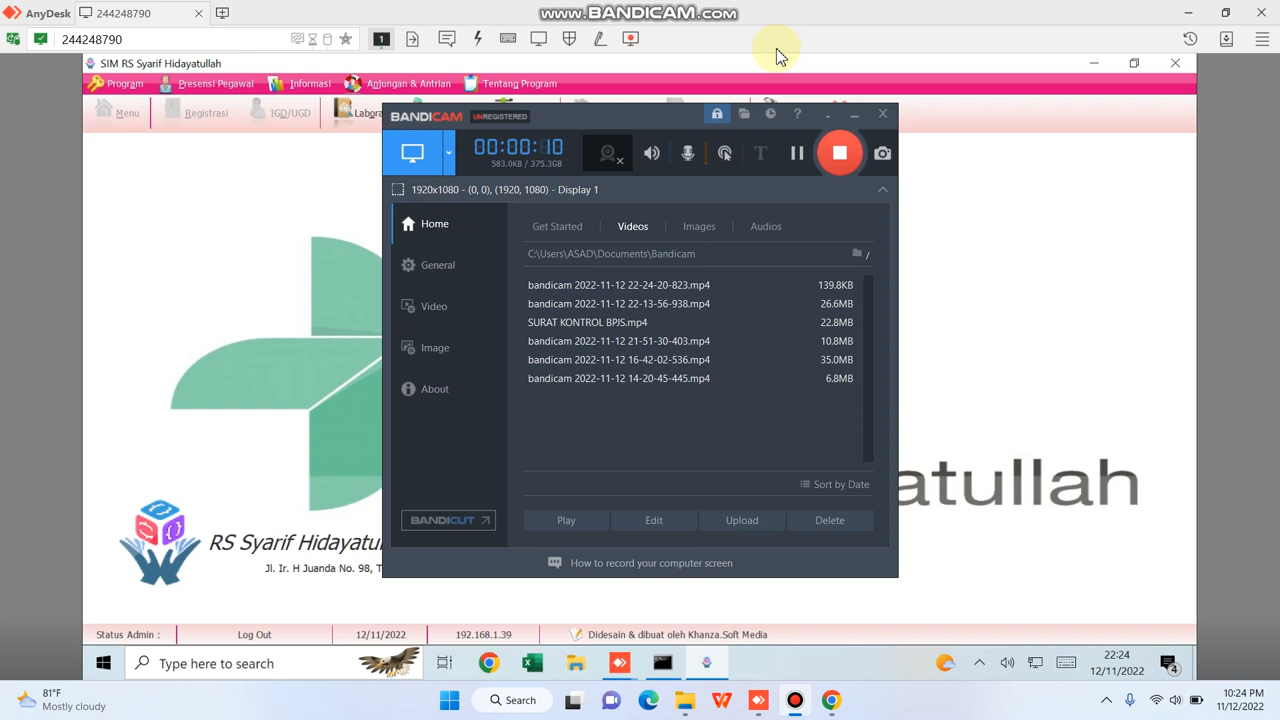 AnyDesk
244248790
www.BANDICAM.com
244248790
1
SIM RS Syarif Hidayatullah
Program
Presensi Pegawai
Informasi
Anjungan & Antrian
Tentang Program
Menu
Registrasi
IGD/UGD
BANDICAM
UNREGISTERED
00:00:10
583.0KB / 375.3GB
1920x1080 - (0, 0), (1920, 1080) - Display 1
Home
General
Video
Image
About
BANDICUT
Get Started
Videos
Images
Audios
C:\Users\ASAD\Documents\Bandicam
bandicam 2022-11-12 22-24-20-823.mp4 139.8KB
bandicam 2022-11-12 22-13-56-938.mp4 26.6MB
SURAT KONTROL BPJS.mp4 22.8MB
bandicam 2022-11-12 21-51-30-403.mp4 10.8MB
bandicam 2022-11-12 16-42-02-536.mp4 35.0MB
bandicam 2022-11-12 14-20-45-445.mp4 6.8MB
Sort by Date
Play
Edit
Upload
Delete
How to record your computer screen
atullah
RS Syarif Hidayatu
Jl. Ir. H Juanda No. 98, T
Status Admin :
Log Out
12/11/2022
192.168.1.39
Didesain & dibuat oleh Khanza.Soft Media
Type here to search
22:24
12/11/2022
4
81°F
Mostly cloudy
Search
10:24 PM
11/12/2022